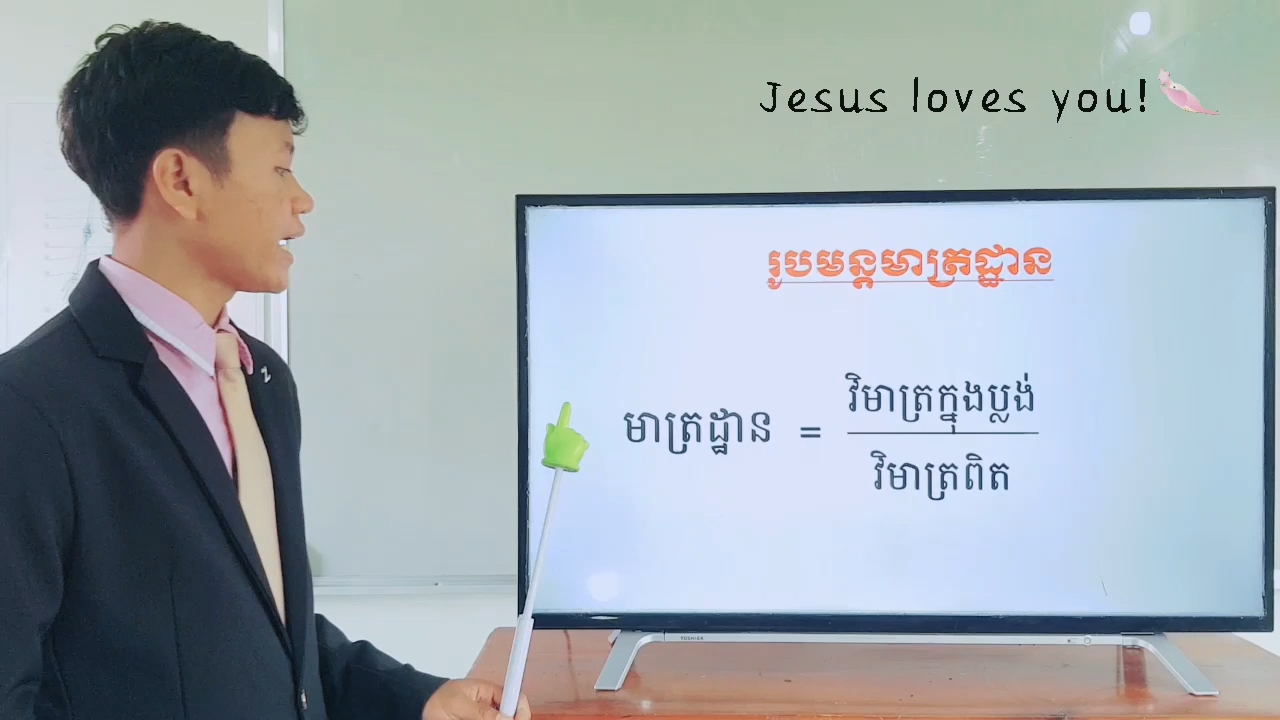 Jesus loves you!
រូបមន្តមាត្រដ្ឋាន
មាត្រដ្ឋាន = វិមាត្រក្នុងប្លង់
វិមាត្រពិត
TOSHIBA